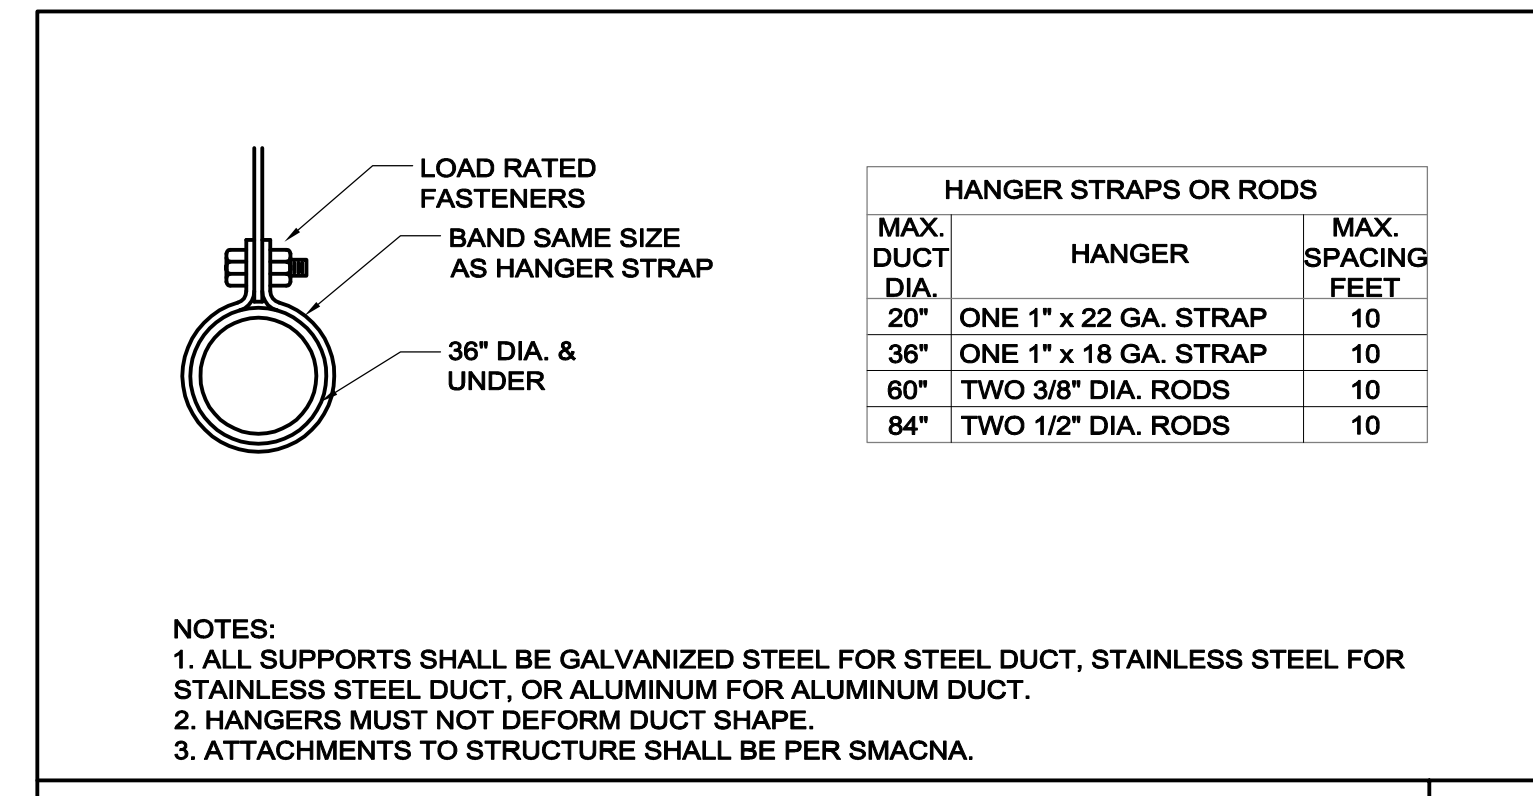 LOAD RATED
FASTENERS
BAND SAME SIZE
AS HANGER STRAP
36" DIA. &
UNDER
HANGER STRAPS OR RODS
MAX. DUCT DIA. HANGER MAX. SPACING FEET
20" ONE 1" x 22 GA. STRAP 10
36" ONE 1" x 18 GA. STRAP 10
60" TWO 3/8" DIA. RODS 10
84" TWO 1/2" DIA. RODS 10
NOTES:
1. ALL SUPPORTS SHALL BE GALVANIZED STEEL FOR STEEL DUCT, STAINLESS STEEL FOR
STAINLESS STEEL DUCT, OR ALUMINUM FOR ALUMINUM DUCT.
2. HANGERS MUST NOT DEFORM DUCT SHAPE.
3. ATTACHMENTS TO STRUCTURE SHALL BE PER SMACNA.